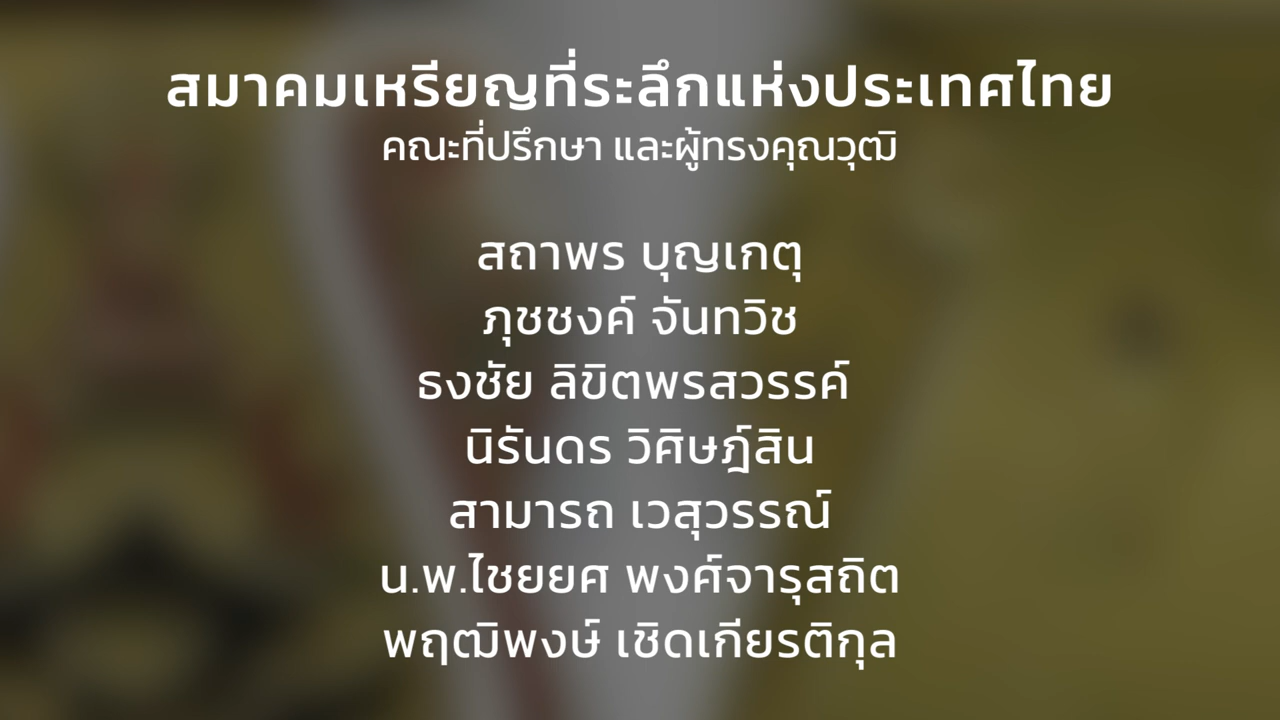 สมาคมเหรียญที่ระลึกแห่งประเทศไทย
คณะที่ปรึกษา และผู้ทรงคุณวุฒิ
สถาพร บุญเกตุ
ภุชชงค์ จันทวิช
ธงชัย ลิขิตพรสวรรค์
นิรันดร วิศิษฎ์สิน
สามารถ เวสุวรรณ์
น.พ.ไชยยศ พงศ์จารุสถิต
พฤฒิพงษ์ เชิดเกียรติกุล